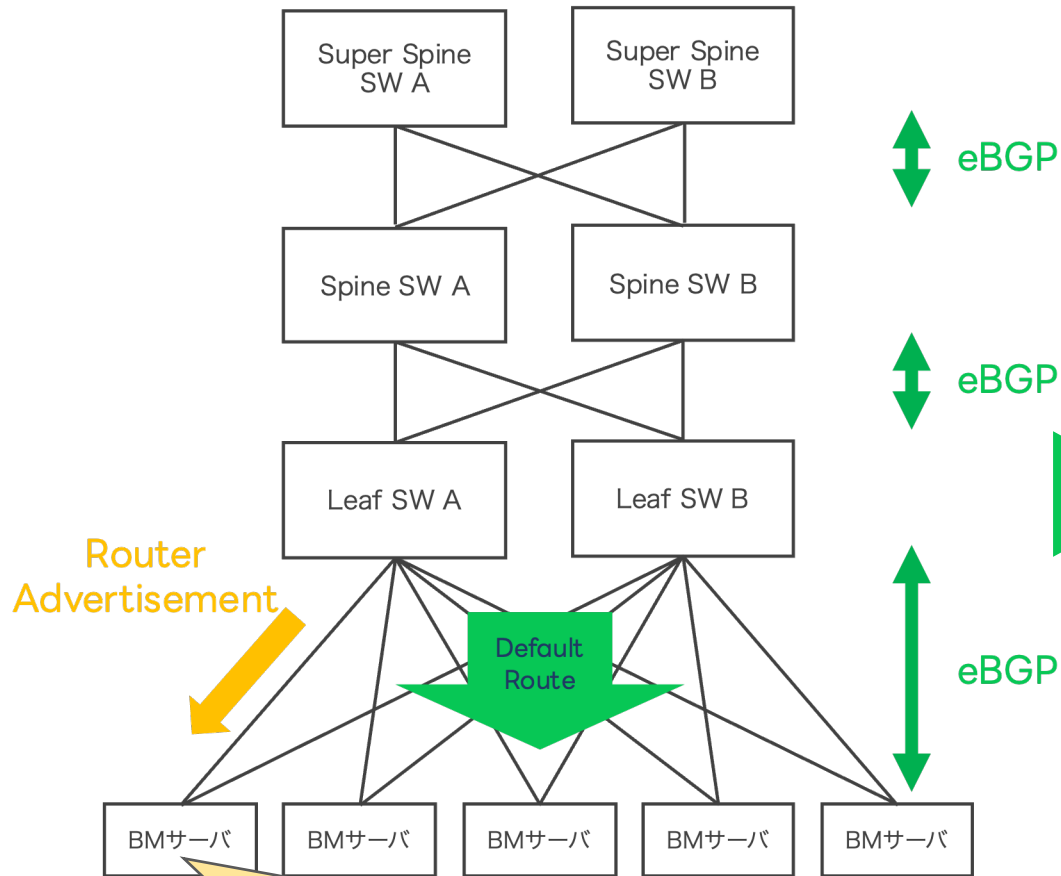 Super Spine
SW A
Super Spine
SW B
eBGP
Spine SW A
Spine SW B
eBGP
Leaf SW A
Leaf SW B
Router
Advertisement
Default
Route
eBGP
BMサーバ
BMサーバ
BMサーバ
BMサーバ
BMサーバ